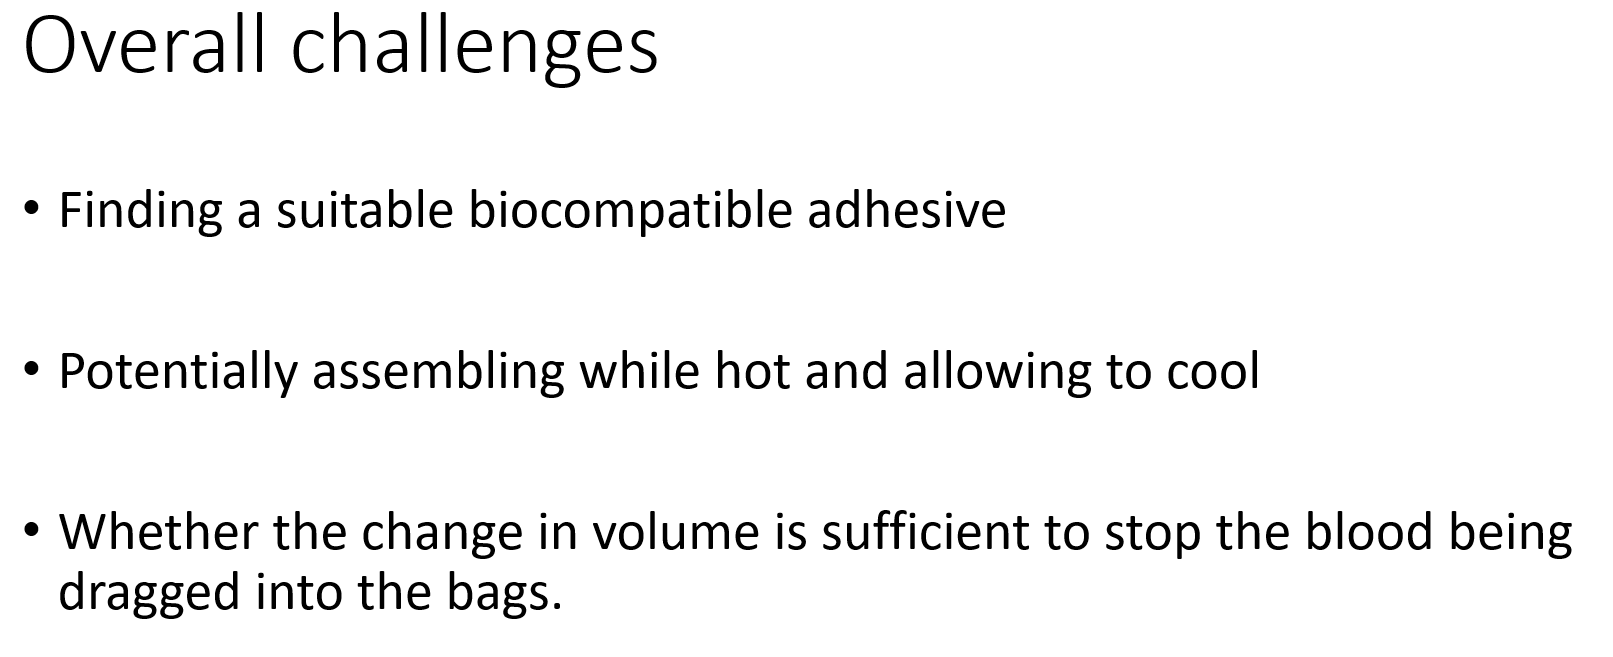 Overall challenges
• Finding a suitable biocompatible adhesive
• Potentially assembling while hot and allowing to cool
• Whether the change in volume is sufficient to stop the blood being
dragged into the bags.